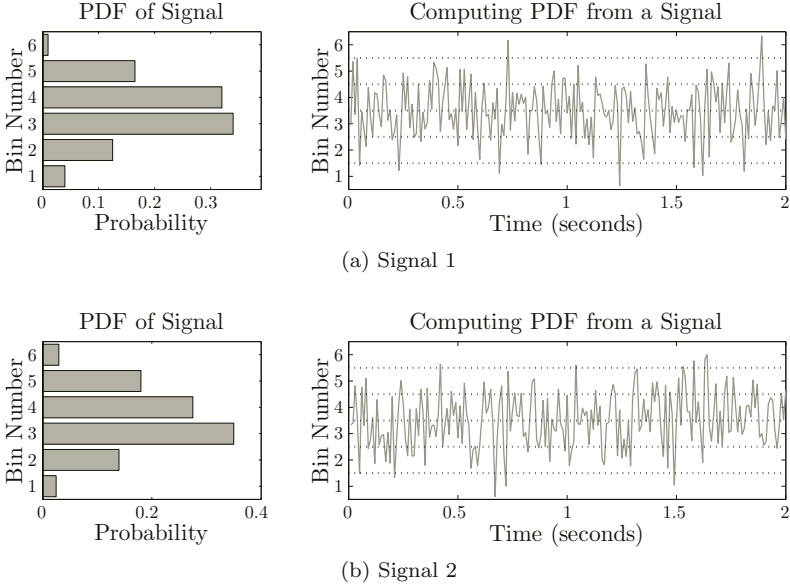 PDF of Signal
Computing PDF from a Signal
Bin Number
6
5
4
3
2
1
0
0.1
0.2
0.3
Probability
Bin Number
6
5
4
3
2
1
0
0.5
1
1.5
2
Time (seconds)
(a) Signal 1
PDF of Signal
Computing PDF from a Signal
Bin Number
6
5
4
3
2
1
0
0.2
0.4
Probability
Bin Number
6
5
4
3
2
1
0
0.5
1
1.5
2
Time (seconds)
(b) Signal 2